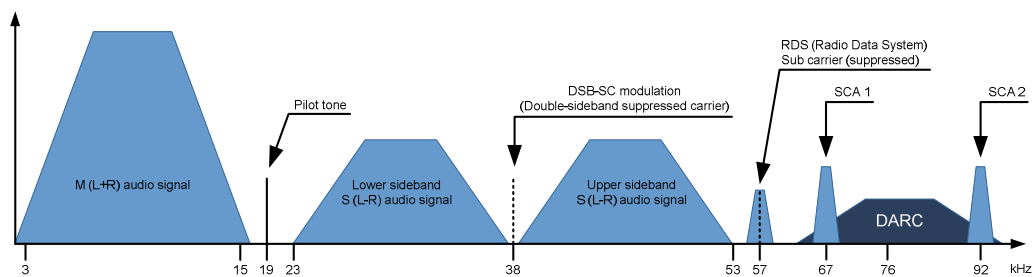 RDS (Radio Data System)
Sub carrier (suppressed)
DSB-SC modulation
(Double-sideband suppressed carrier)
SCA 1
SCA 2
Pilot tone
M (L+R) audio signal
Lower sideband
S (L-R) audio signal
Upper sideband
S (L-R) audio signal
DARC
3 15 19 23 38 53 57 67 76 92 kHz